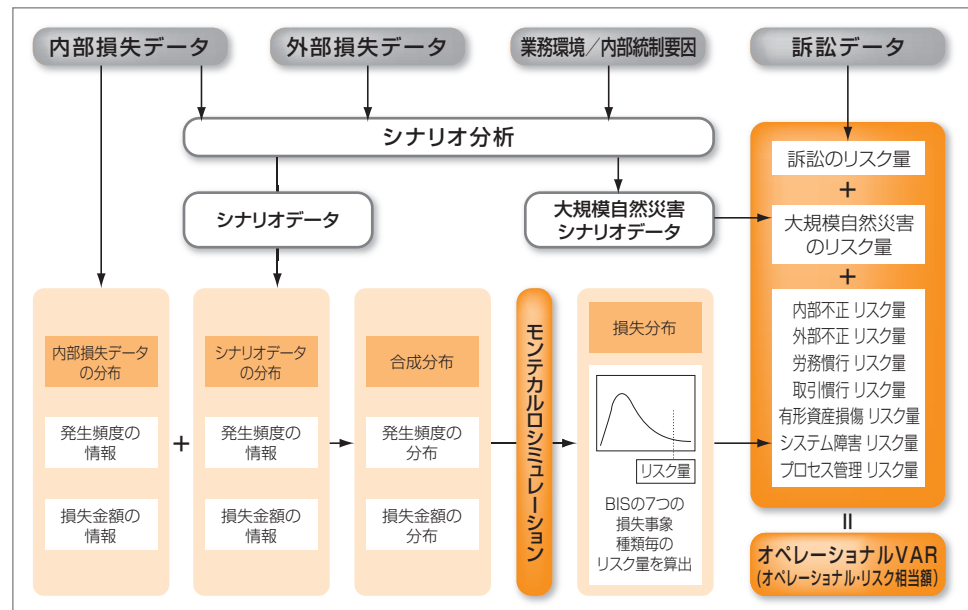 内部損失データ
外部損失データ
業務環境／内部統制要因
訴訟データ
シナリオ分析
シナリオデータ
大規模自然災害
シナリオデータ
訴訟のリスク量
+
大規模自然災害
のリスク量
+
内部不正 リスク量
外部不正 リスク量
労務慣行 リスク量
取引慣行 リスク量
有形資産損傷 リスク量
システム障害 リスク量
プロセス管理 リスク量
内部損失データ
の分布
発生頻度の
情報
損失金額の
情報
+
シナリオデータ
の分布
発生頻度の
情報
損失金額の
情報
合成分布
発生頻度の
分布
損失金額の
分布
モンテカルロシミュレーション
損失分布
リスク量
BISの7つの
損失事象
種類毎の
リスク量を算出
=
オペレーショナルVAR
(オペレーショナル・リスク相当額)